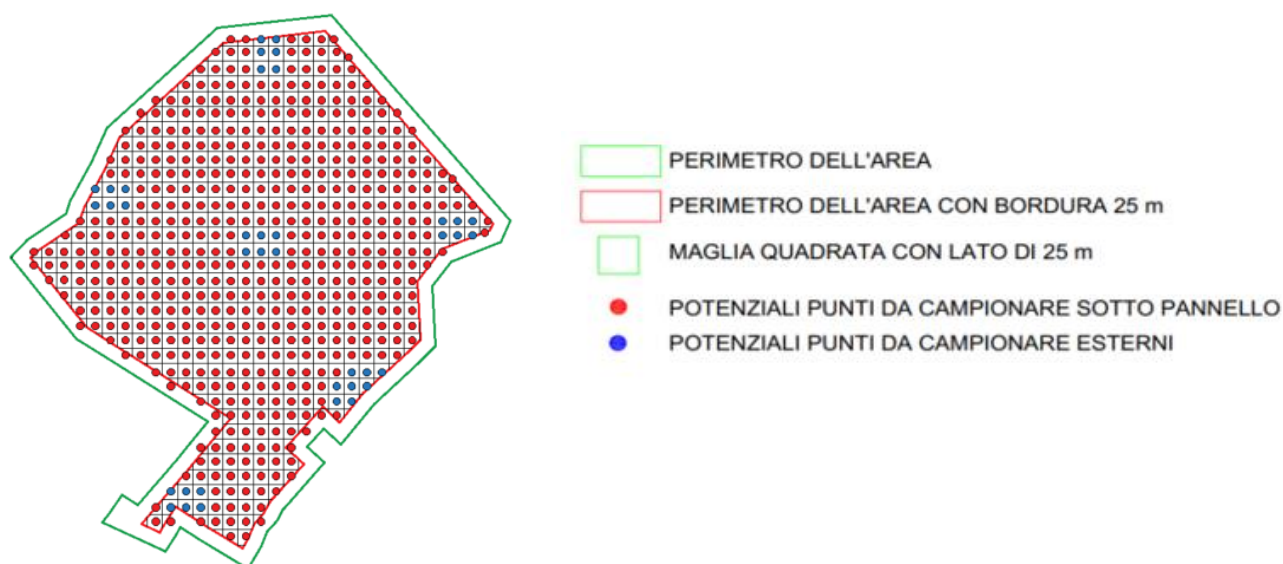 PERIMETRO DELL'AREA
PERIMETRO DELL'AREA CON BORDURA 25 m
MAGLIA QUADRATA CON LATO DI 25 m
POTENZIALI PUNTI DA CAMPIONARE SOTTO PANNELLO
POTENZIALI PUNTI DA CAMPIONARE ESTERNI